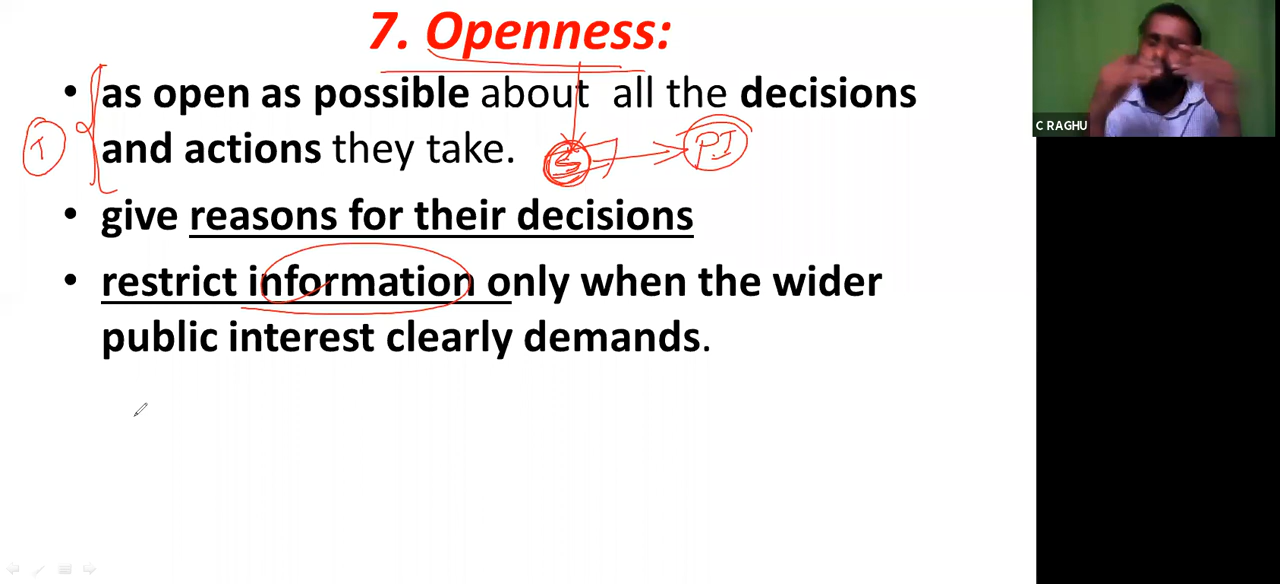 7. Openness:
• as open as possible about all the decisions
and actions they take.
T
S
PI
• give reasons for their decisions
• restrict information only when the wider
public interest clearly demands.
C RAGHU